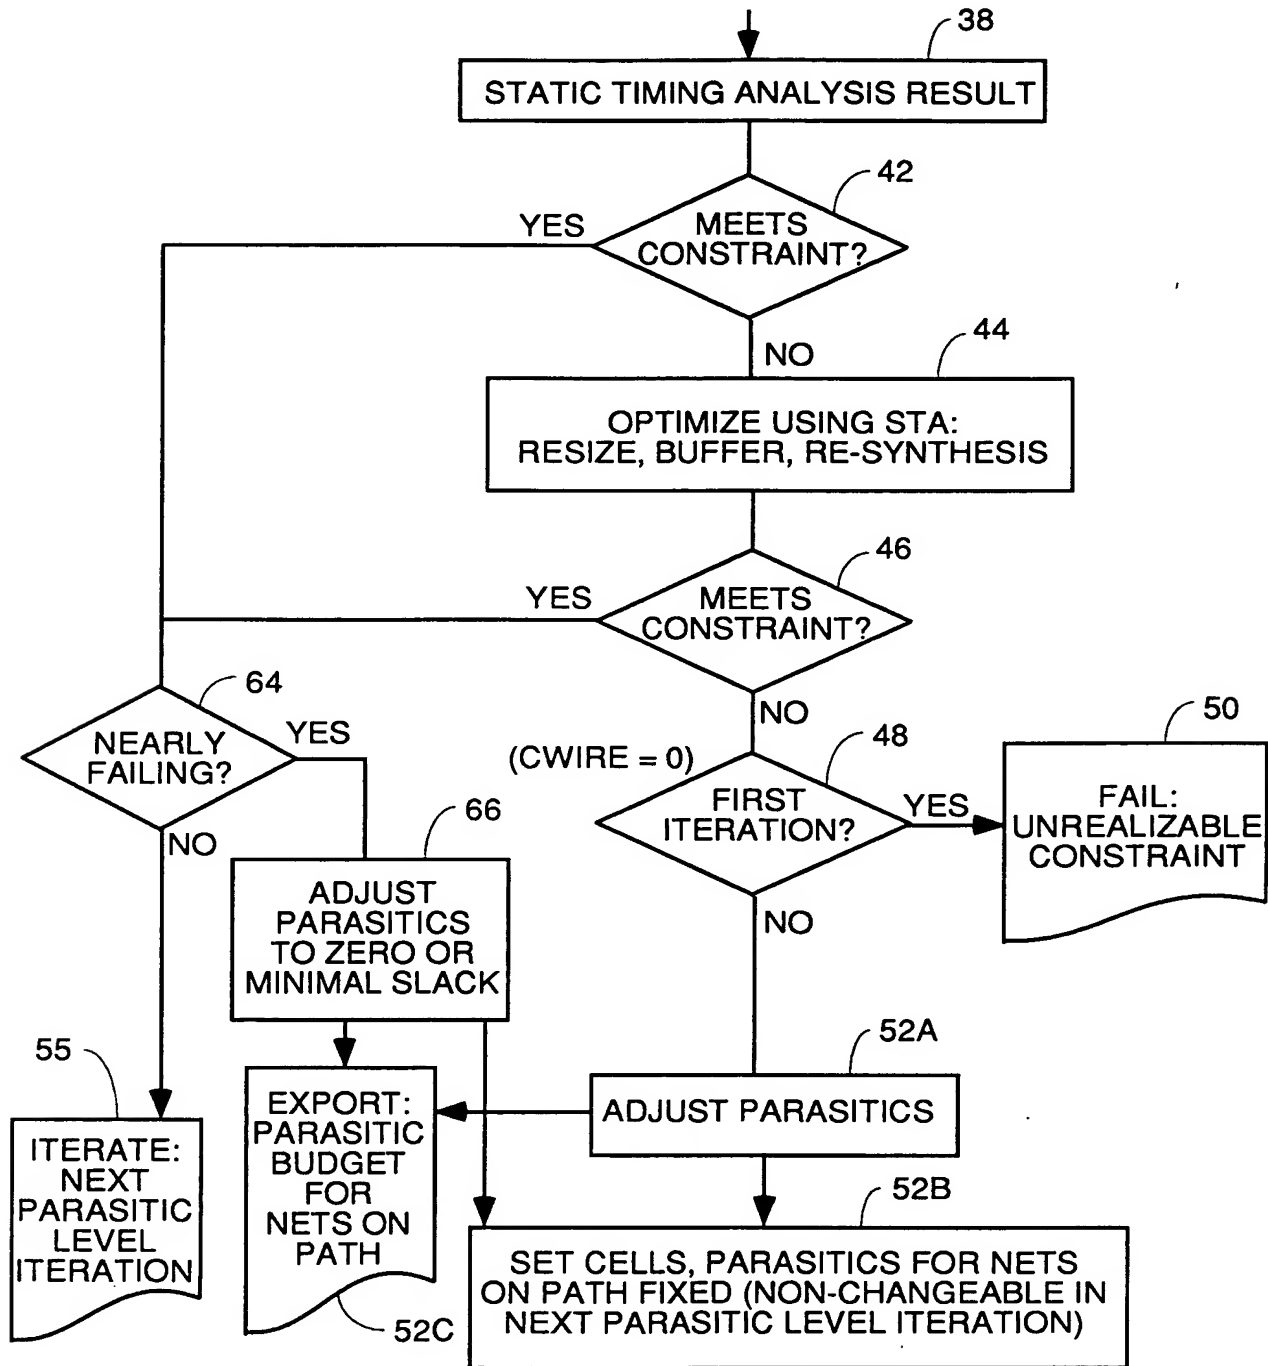 38
STATIC TIMING ANALYSIS RESULT
42
YES
MEETS
CONSTRAINT?
NO
44
OPTIMIZE USING STA:
RESIZE, BUFFER, RE-SYNTHESIS
46
YES
MEETS
CONSTRAINT?
NO
64
NEARLY
FAILING?
YES
NO
(CWIRE = 0)
48
FIRST
ITERATION?
YES
NO
50
FAIL:
UNREALIZABLE
CONSTRAINT
66
ADJUST
PARASITICS
TO ZERO OR
MINIMAL SLACK
52A
ADJUST PARASITICS
55
ITERATE:
NEXT
PARASITIC
LEVEL
ITERATION
EXPORT:
PARASITIC
BUDGET
FOR
NETS ON
PATH
52C
52B
SET CELLS, PARASITICS FOR NETS
ON PATH FIXED (NON-CHANGEABLE IN
NEXT PARASITIC LEVEL ITERATION)